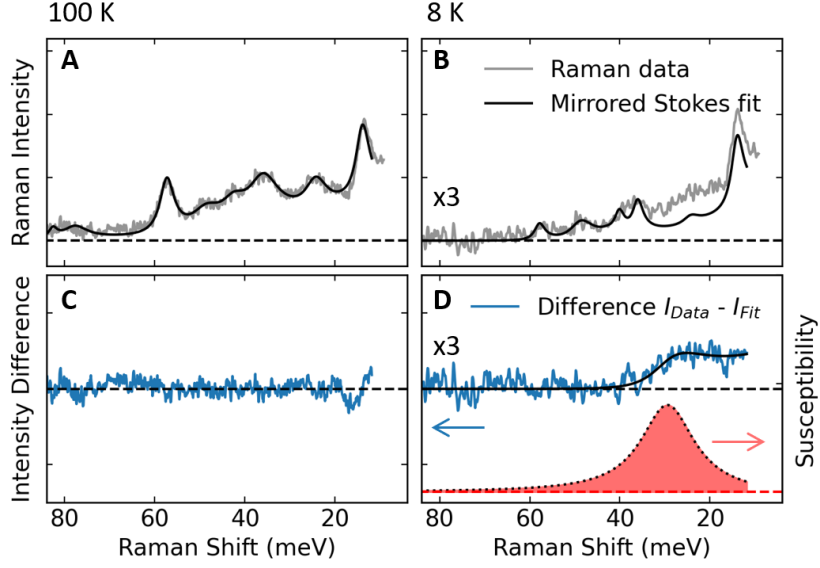 100 K
8 K
A
B
Raman data
Mirrored Stokes fit
x3
Raman Intensity
C
D
Difference I_Data - I_Fit
x3
Intensity Difference
Susceptibility
80 60 40 20
80 60 40 20
Raman Shift (meV)
Raman Shift (meV)